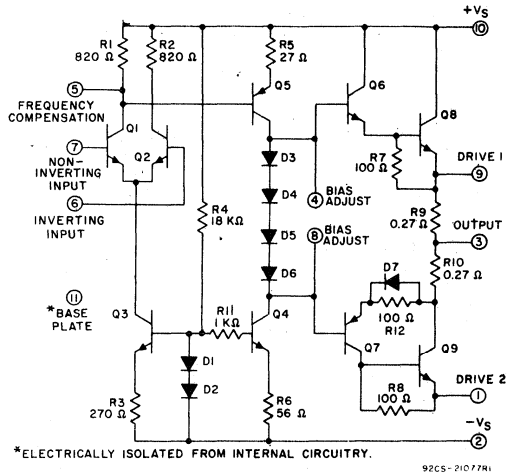 +VS
10
R1
820 Ω
R2
820 Ω
R5
27 Ω
5
FREQUENCY
COMPENSATION
Q5
Q6
Q8
Q1
7
NON-
INVERTING
INPUT
Q2
6
INVERTING
INPUT
D3
D4
D5
D6
R7
100 Ω
DRIVE 1
9
4
BIAS
ADJUST
8
BIAS
ADJUST
R4
18 KΩ
R9
0.27 Ω
OUTPUT
3
R10
0.27 Ω
D7
100 Ω
R12
11
*BASE
PLATE
Q3
R11
1 KΩ
Q4
Q7
Q9
D1
D2
R3
270 Ω
R6
56 Ω
R8
100 Ω
DRIVE 2
1
-VS
2
*ELECTRICALLY ISOLATED FROM INTERNAL CIRCUITRY.
92CS-21077R1